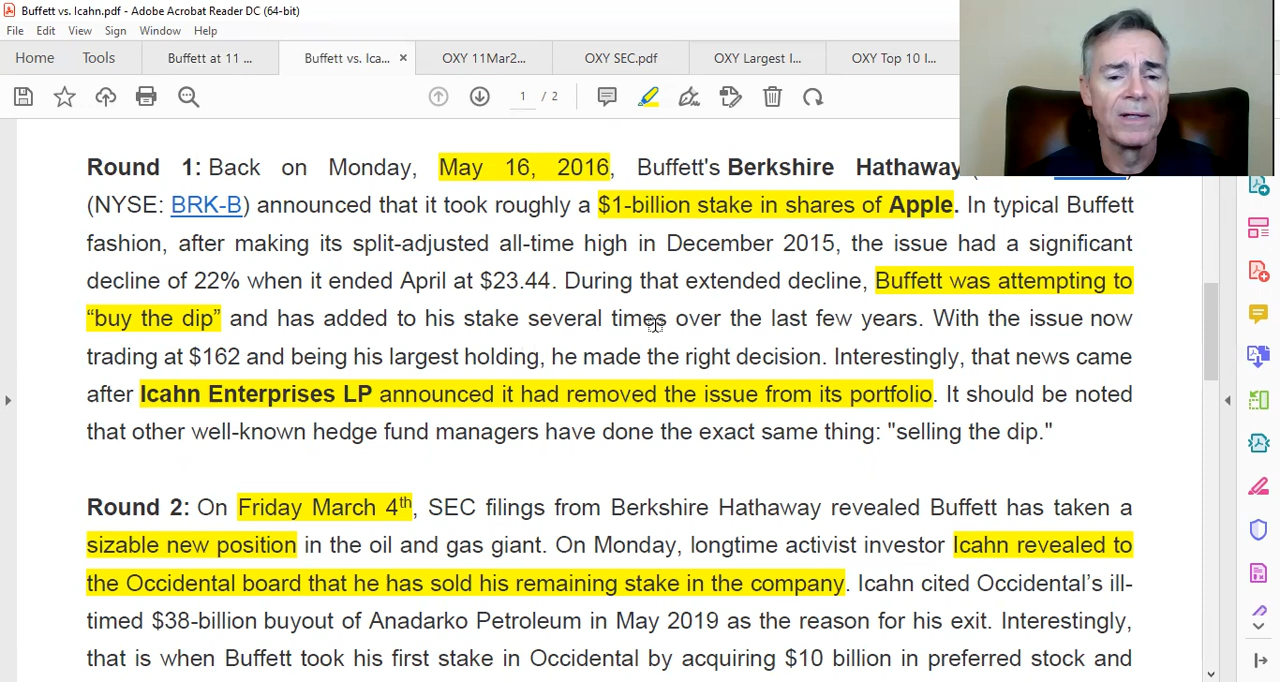 Buffett vs. Icahn.pdf - Adobe Acrobat Reader DC (64-bit)
File Edit View Sign Window Help
Home Tools Buffett at 11 ... Buffett vs. Ica... × OXY 11Mar2... OXY SEC.pdf OXY Largest I... OXY Top 10 I...
1 / 2
Round 1: Back on Monday, May 16, 2016, Buffett's Berkshire Hathaway
(NYSE: BRK-B) announced that it took roughly a $1-billion stake in shares of Apple. In typical Buffett
fashion, after making its split-adjusted all-time high in December 2015, the issue had a significant
decline of 22% when it ended April at $23.44. During that extended decline, Buffett was attempting to
“buy the dip” and has added to his stake several times over the last few years. With the issue now
trading at $162 and being his largest holding, he made the right decision. Interestingly, that news came
after Icahn Enterprises LP announced it had removed the issue from its portfolio. It should be noted
that other well-known hedge fund managers have done the exact same thing: "selling the dip."
Round 2: On Friday March 4th, SEC filings from Berkshire Hathaway revealed Buffett has taken a
sizable new position in the oil and gas giant. On Monday, longtime activist investor Icahn revealed to
the Occidental board that he has sold his remaining stake in the company. Icahn cited Occidental’s ill-
timed $38-billion buyout of Anadarko Petroleum in May 2019 as the reason for his exit. Interestingly,
that is when Buffett took his first stake in Occidental by acquiring $10 billion in preferred stock and